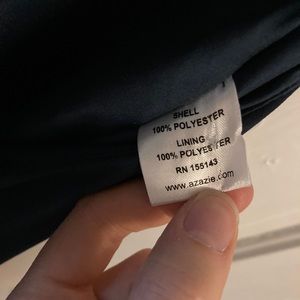 SHELL
100% POLYESTER
LINING
100% POLYESTER
RN 155143
www.azazie.com